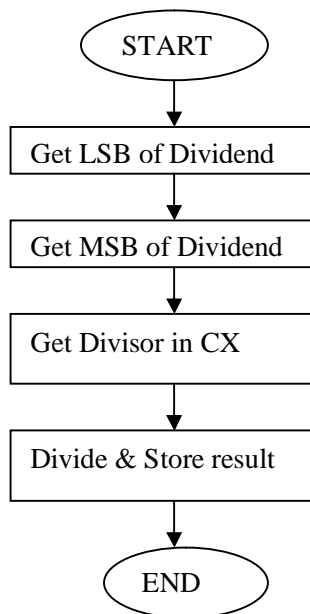 START
Get LSB of Dividend
Get MSB of Dividend
Get Divisor in CX
Divide & Store result
END